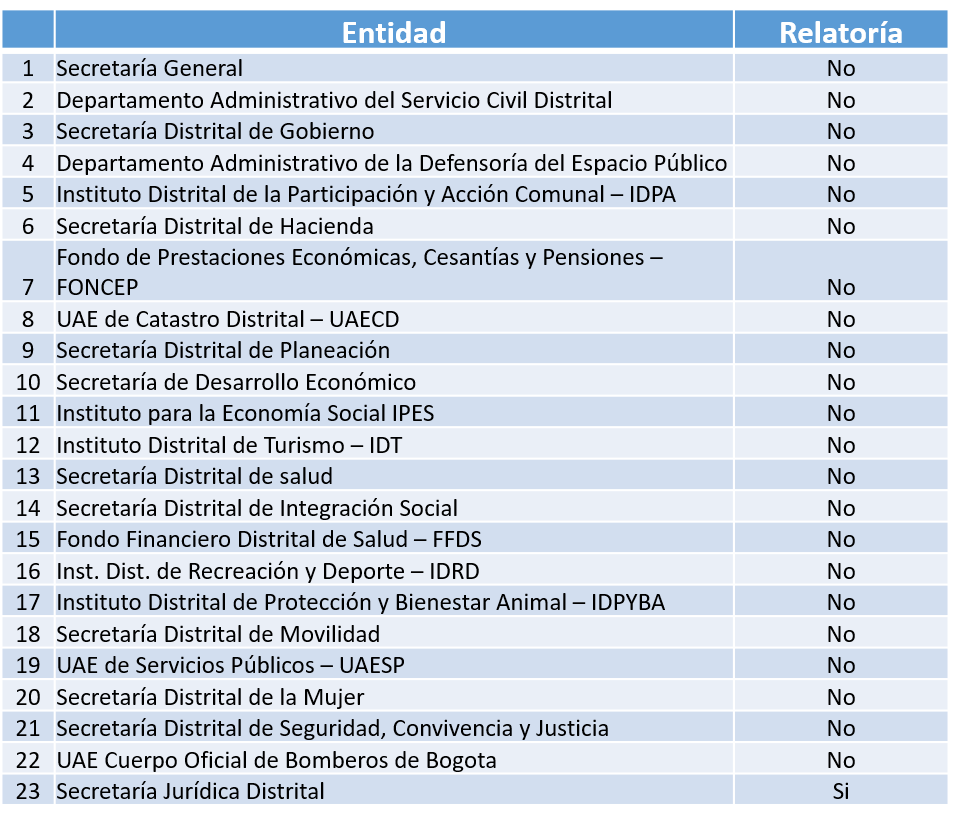 Entidad Relatoría
1 Secretaría General No
2 Departamento Administrativo del Servicio Civil Distrital No
3 Secretaría Distrital de Gobierno No
4 Departamento Administrativo de la Defensoría del Espacio Público No
5 Instituto Distrital de la Participación y Acción Comunal – IDPA No
6 Secretaría Distrital de Hacienda No
Fondo de Prestaciones Económicas, Cesantías y Pensiones –
7 FONCEP No
8 UAE de Catastro Distrital – UAECD No
9 Secretaría Distrital de Planeación No
10 Secretaría de Desarrollo Económico No
11 Instituto para la Economía Social IPES No
12 Instituto Distrital de Turismo – IDT No
13 Secretaría Distrital de salud No
14 Secretaría Distrital de Integración Social No
15 Fondo Financiero Distrital de Salud – FFDS No
16 Inst. Dist. de Recreación y Deporte – IDRD No
17 Instituto Distrital de Protección y Bienestar Animal – IDPYBA No
18 Secretaría Distrital de Movilidad No
19 UAE de Servicios Públicos – UAESP No
20 Secretaría Distrital de la Mujer No
21 Secretaría Distrital de Seguridad, Convivencia y Justicia No
22 UAE Cuerpo Oficial de Bomberos de Bogota No
23 Secretaría Jurídica Distrital Si